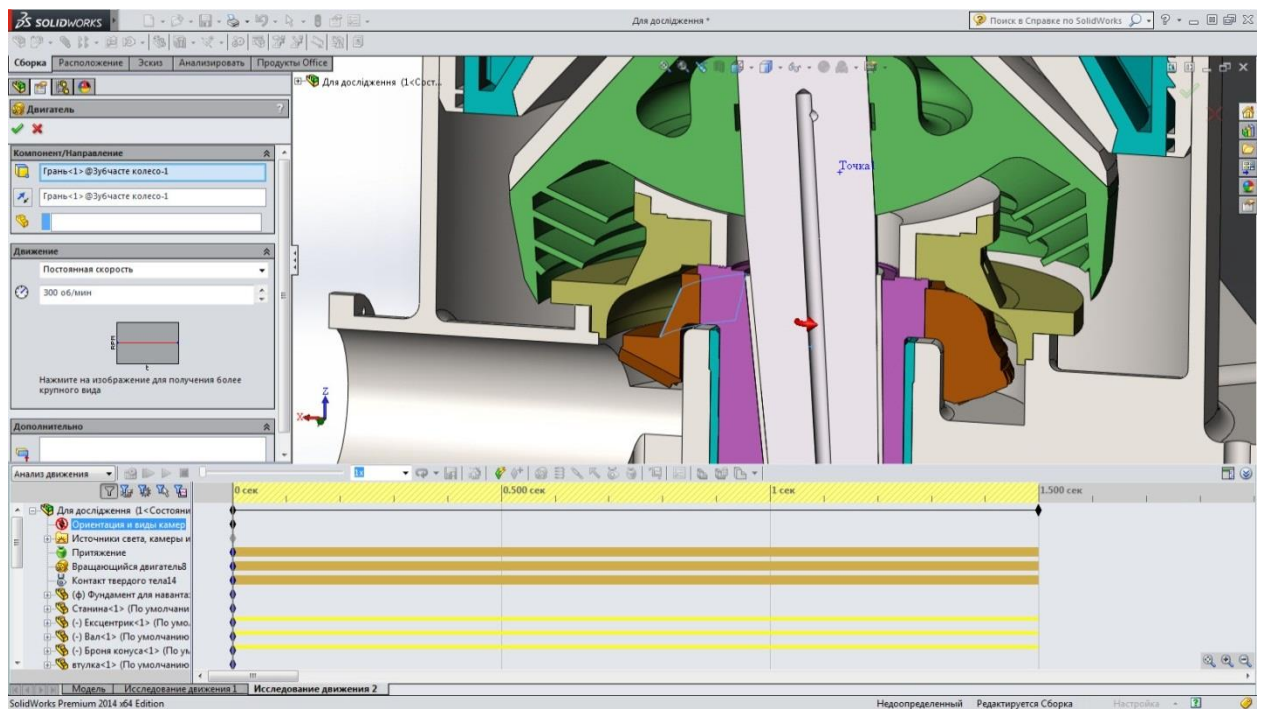 SOLIDWORKS
Для дослідження *
Поиск в Справке по SolidWorks
Сборка Расположение Эскиз Анализировать Продукты Office
Для дослідження (1<Сост...
Двигатель
?
Компонент/Направление
Грань<1>@Зубчасте колесо-1
Грань<1>@Зубчасте колесо-1
Точка1
Движение
Постоянная скорость
300 об/мин
RPM
t
Нажмите на изображение для получения более
крупного вида
Z
X
Дополнительно
Анализ движения
1x
0 сек 0.500 сек 1 сек 1.500 сек
Для дослідження (1<Состояни
Ориентация и виды камер
Источники света, камеры и
Притяжение
Вращающийся двигатель8
Контакт твердого тела14
(ф) Фундамент для наванта
Станина<1> (По умолчани
(-) Ексцентрик<1> (По умо.
(-) Вал<1> (По умолчанию
(-) Броня конуса<1> (По ум
втулка<1> (По умолчанию
Модель Исследование движения 1 Исследование движения 2
SolidWorks Premium 2014 x64 Edition Недоопределенный Редактируется Сборка Настройка